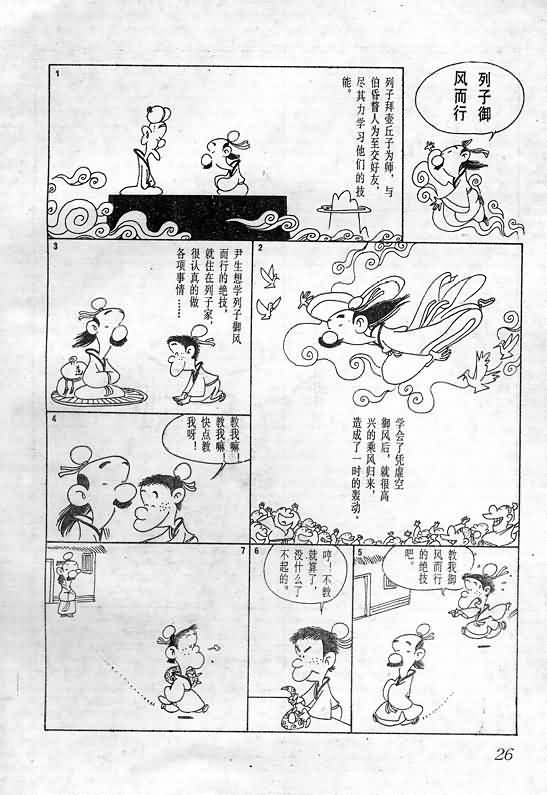 列子御
风而行
1
列子拜壶丘子为师，与
伯昏瞀人为至交好友，
尽其力学习他们的技
能。
2
学会了凭虚空
御风后，就很高
兴的乘风归来，
造成了一时的轰动。
3
尹生想学列子御风
而行的绝技，
就住在列子家，
很认真的做
各项事情……
4
教我嘛！
教我嘛！
快点教
我呀！
5
教我御
风而行
的绝技
吧。
6
哼！不教
就算了，
没什么了
不起的。
7
26